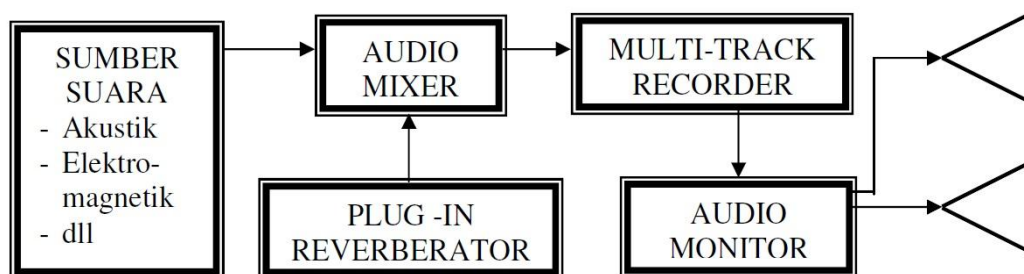 SUMBER
SUARA
- Akustik
- Elektro-
magnetik
- dll
AUDIO
MIXER
MULTI-TRACK
RECORDER
PLUG -IN
REVERBERATOR
AUDIO
MONITOR